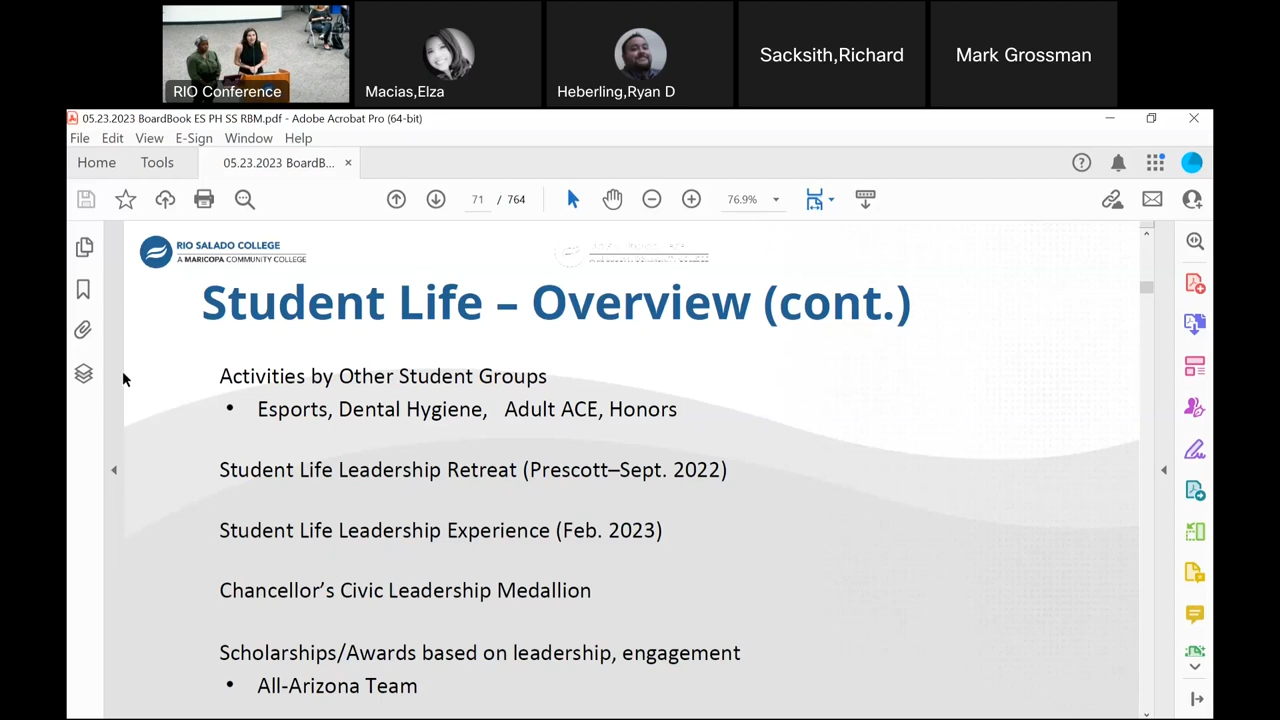 RIO Conference
Macias,Elza
Heberling,Ryan D
Sacksith,Richard
Mark Grossman
05.23.2023 BoardBook ES PH SS RBM.pdf - Adobe Acrobat Pro (64-bit)
File Edit View E-Sign Window Help
Home Tools 05.23.2023 BoardB... ×
71 / 764 76.9%
RIO SALADO COLLEGE
A MARICOPA COMMUNITY COLLEGE
Student Life – Overview (cont.)
Activities by Other Student Groups
• Esports, Dental Hygiene, Adult ACE, Honors
Student Life Leadership Retreat (Prescott–Sept. 2022)
Student Life Leadership Experience (Feb. 2023)
Chancellor’s Civic Leadership Medallion
Scholarships/Awards based on leadership, engagement
• All-Arizona Team